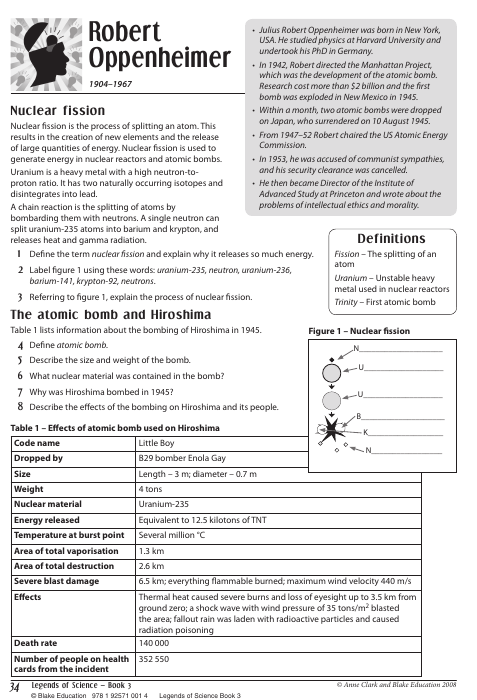 Robert
Oppenheimer
1904–1967
• Julius Robert Oppenheimer was born in New York,
USA. He studied physics at Harvard University and
undertook his PhD in Germany.
• In 1942, Robert directed the Manhattan Project,
which was the development of the atomic bomb.
Research cost more than $2 billion and the first
bomb was exploded in New Mexico in 1945.
• Within a month, two atomic bombs were dropped
on Japan, who surrendered on 10 August 1945.
• From 1947–52 Robert chaired the US Atomic Energy
Commission.
• In 1953, he was accused of communist sympathies,
and his security clearance was cancelled.
• He then became Director of the Institute of
Advanced Study at Princeton and wrote about the
problems of intellectual ethics and morality.
Nuclear fission
Nuclear fission is the process of splitting an atom. This
results in the creation of new elements and the release
of large quantities of energy. Nuclear fission is used to
generate energy in nuclear reactors and atomic bombs.
Uranium is a heavy metal with a high neutron-to-
proton ratio. It has two naturally occurring isotopes and
disintegrates into lead.
A chain reaction is the splitting of atoms by
bombarding them with neutrons. A single neutron can
split uranium-235 atoms into barium and krypton, and
releases heat and gamma radiation.
1 Define the term nuclear fission and explain why it releases so much energy.
2 Label figure 1 using these words: uranium-235, neutron, uranium-236,
barium-141, krypton-92, neutrons.
3 Referring to figure 1, explain the process of nuclear fission.
Definitions
Fission – The splitting of an
atom
Uranium – Unstable heavy
metal used in nuclear reactors
Trinity – First atomic bomb
The atomic bomb and Hiroshima
Table 1 lists information about the bombing of Hiroshima in 1945.
4 Define atomic bomb.
5 Describe the size and weight of the bomb.
6 What nuclear material was contained in the bomb?
7 Why was Hiroshima bombed in 1945?
8 Describe the effects of the bombing on Hiroshima and its people.
Figure 1 – Nuclear fission
N
U
U
B
K
N
Table 1 – Effects of atomic bomb used on Hiroshima
Code name Little Boy
Dropped by B29 bomber Enola Gay
Size Length – 3 m; diameter – 0.7 m
Weight 4 tons
Nuclear material Uranium-235
Energy released Equivalent to 12.5 kilotons of TNT
Temperature at burst point Several million °C
Area of total vaporisation 1.3 km
Area of total destruction 2.6 km
Severe blast damage 6.5 km; everything flammable burned; maximum wind velocity 440 m/s
Effects Thermal heat caused severe burns and loss of eyesight up to 3.5 km from
ground zero; a shock wave with wind pressure of 35 tons/m² blasted
the area; fallout rain was laden with radioactive particles and caused
radiation poisoning
Death rate 140 000
Number of people on health
cards from the incident 352 550
34 Legends of Science – Book 3
© Anne Clark and Blake Education 2008
© Blake Education 978 1 92571 001 4 Legends of Science Book 3